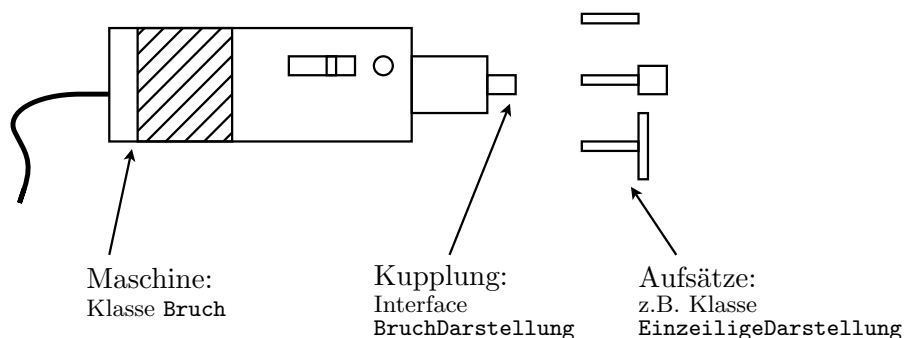 Maschine:
Klasse Bruch
Kupplung:
Interface
BruchDarstellung
Aufsätze:
z.B. Klasse
EinzeiligeDarstellung